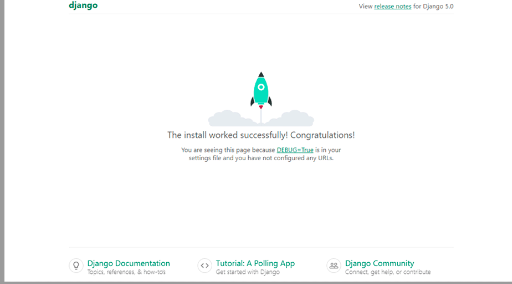 django
View release notes for Django 5.0
The install worked successfully! Congratulations!
You are seeing this page because DEBUG=True is in your
settings file and you have not configured any URLs.
Django Documentation
Topics, references, & how-to's
Tutorial: A Polling App
Get started with Django
Django Community
Connect, get help, or contribute